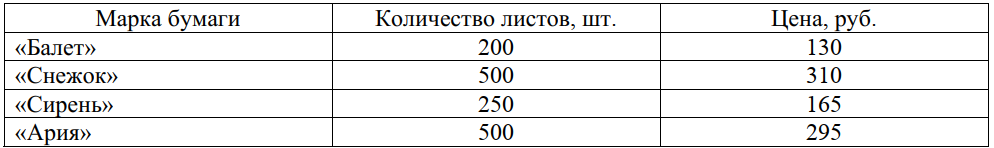 Марка бумаги Количество листов, шт. Цена, руб.
«Балет» 200 130
«Снежок» 500 310
«Сирень» 250 165
«Ария» 500 295